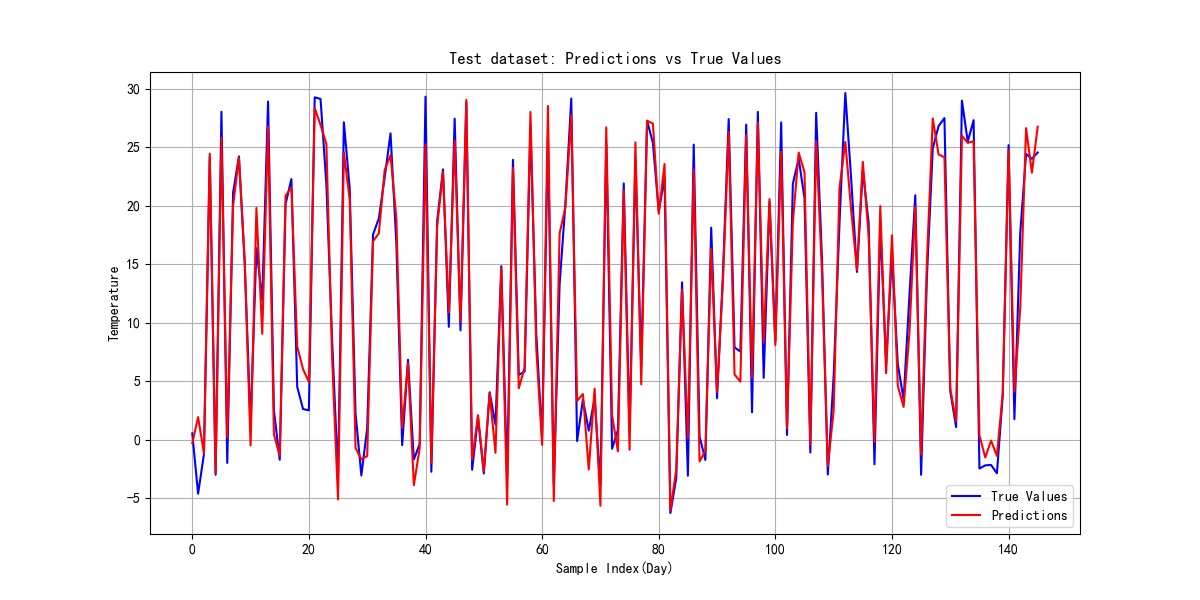 Test dataset: Predictions vs True Values
Temperature
30
25
20
15
10
5
0
−5
0 20 40 60 80 100 120 140
Sample Index(Day)
True Values
Predictions